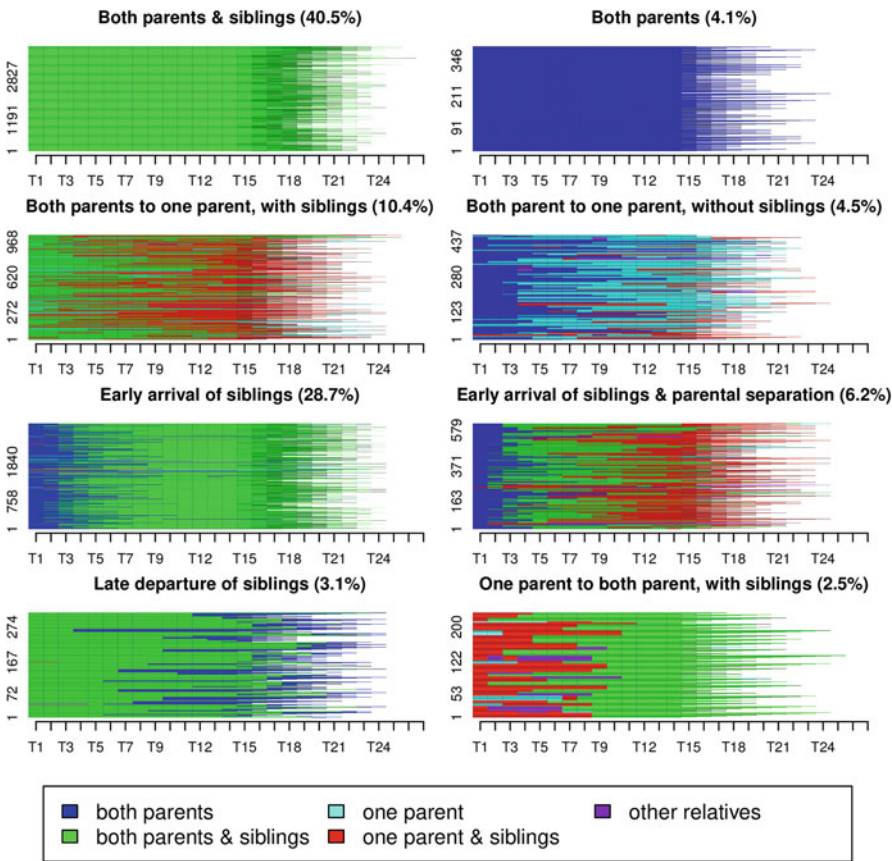 Both parents & siblings (40.5%)
1 1191 2827
T1 T3 T5 T7 T9 T12 T15 T18 T21 T24
Both parents (4.1%)
1 91 211 346
T1 T3 T5 T7 T9 T12 T15 T18 T21 T24
Both parents to one parent, with siblings (10.4%)
1 272 620 968
T1 T3 T5 T7 T9 T12 T15 T18 T21 T24
Both parent to one parent, without siblings (4.5%)
1 123 280 437
T1 T3 T5 T7 T9 T12 T15 T18 T21 T24
Early arrival of siblings (28.7%)
1 758 1840
T1 T3 T5 T7 T9 T12 T15 T18 T21 T24
Early arrival of siblings & parental separation (6.2%)
1 163 371 579
T1 T3 T5 T7 T9 T12 T15 T18 T21 T24
Late departure of siblings (3.1%)
1 72 167 274
T1 T3 T5 T7 T9 T12 T15 T18 T21 T24
One parent to both parent, with siblings (2.5%)
1 53 122 200
T1 T3 T5 T7 T9 T12 T15 T18 T21 T24
both parents
both parents & siblings
one parent
one parent & siblings
other relatives